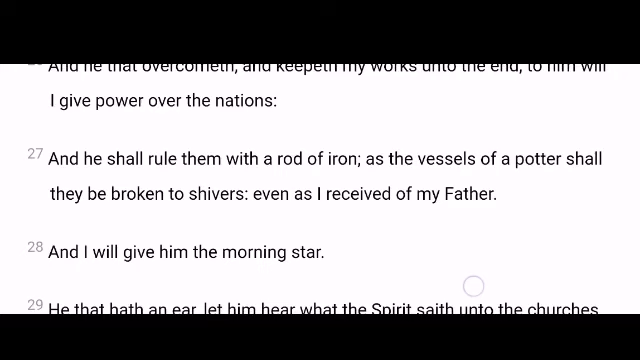 And he that overcometh, and keepeth my works unto the end, to him will
I give power over the nations:
27 And he shall rule them with a rod of iron; as the vessels of a potter shall
they be broken to shivers: even as I received of my Father.
28 And I will give him the morning star.
29 He that hath an ear, let him hear what the Spirit saith unto the churches.